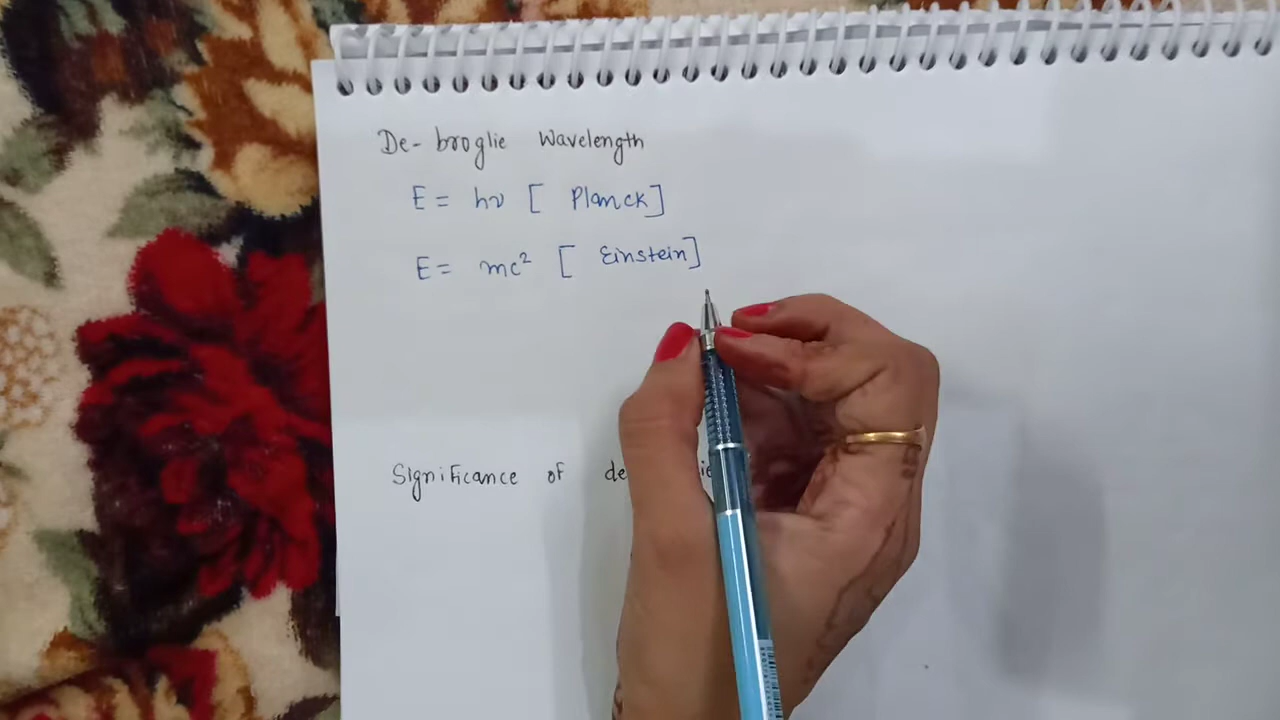 De-broglie Wavelength
E = hν [ Planck]
E = mc² [ Einstein]
Significance of de